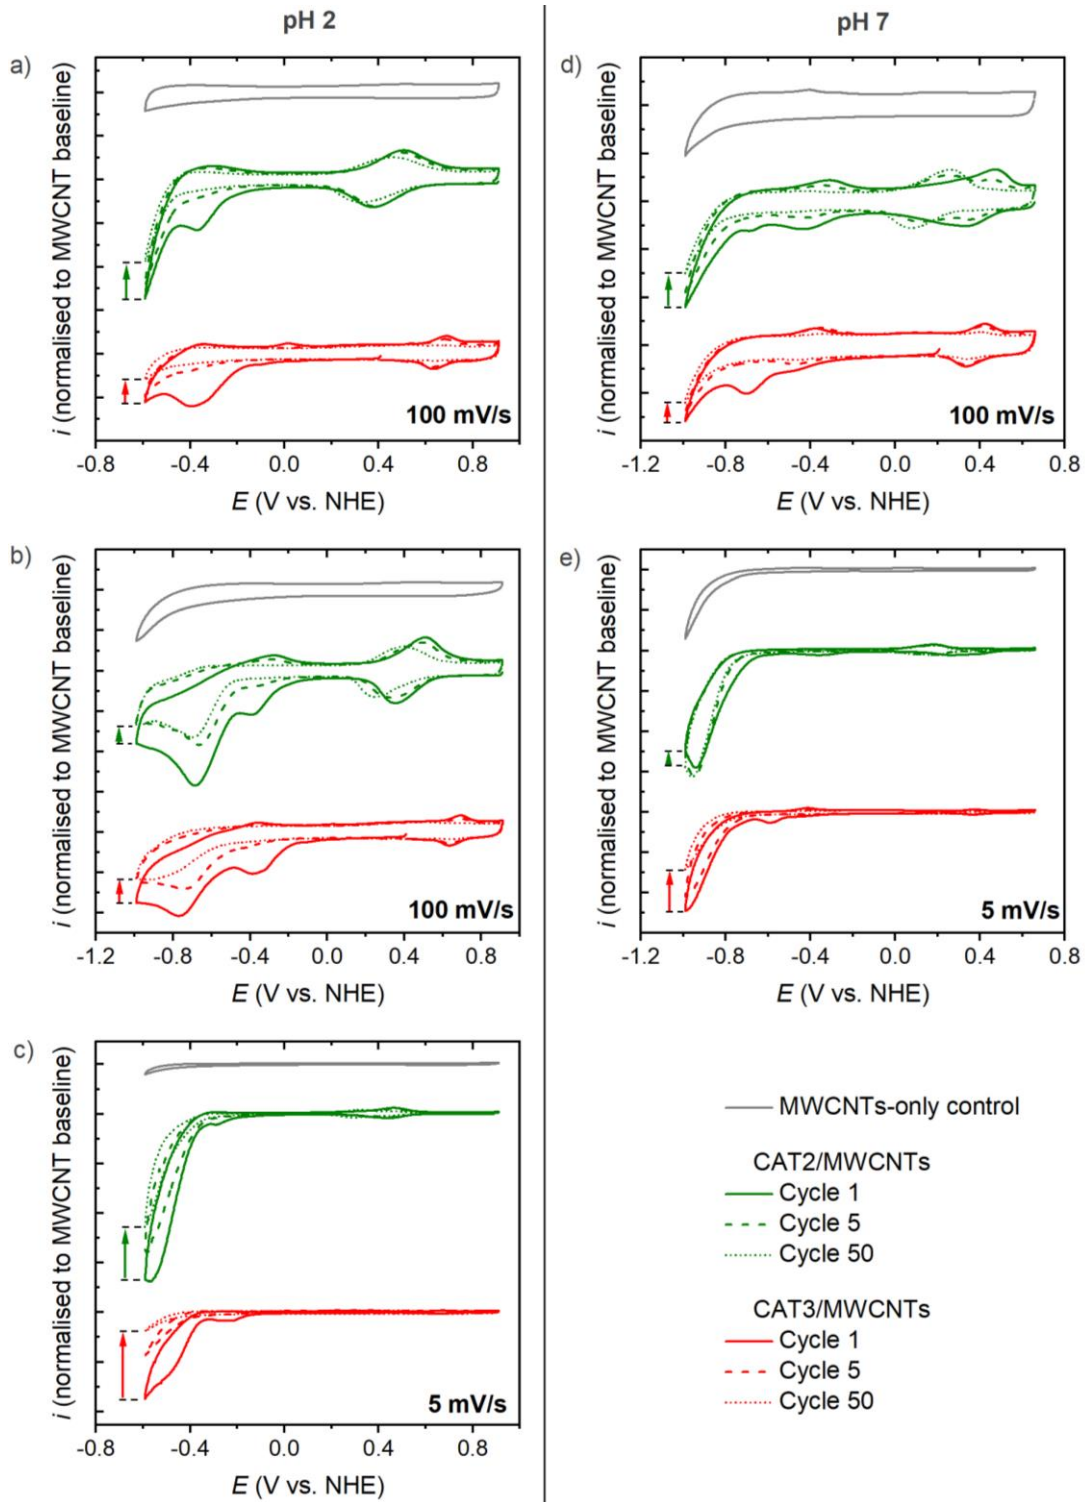 pH 2
pH 7
a)
i (normalised to MWCNT baseline)
100 mV/s
-0.8 -0.4 0.0 0.4 0.8
E (V vs. NHE)
d)
i (normalised to MWCNT baseline)
100 mV/s
-1.2 -0.8 -0.4 0.0 0.4 0.8
E (V vs. NHE)
b)
i (normalised to MWCNT baseline)
100 mV/s
-1.2 -0.8 -0.4 0.0 0.4 0.8
E (V vs. NHE)
e)
i (normalised to MWCNT baseline)
5 mV/s
-1.2 -0.8 -0.4 0.0 0.4 0.8
E (V vs. NHE)
c)
i (normalised to MWCNT baseline)
5 mV/s
-0.8 -0.4 0.0 0.4 0.8
E (V vs. NHE)
MWCNTs-only control
CAT2/MWCNTs
Cycle 1
Cycle 5
Cycle 50
CAT3/MWCNTs
Cycle 1
Cycle 5
Cycle 50